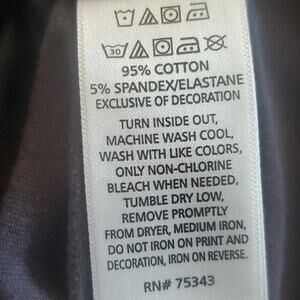 30
95% COTTON
5% SPANDEX/ELASTANE
EXCLUSIVE OF DECORATION
TURN INSIDE OUT,
MACHINE WASH COOL,
WASH WITH LIKE COLORS,
ONLY NON-CHLORINE
BLEACH WHEN NEEDED,
TUMBLE DRY LOW,
REMOVE PROMPTLY
FROM DRYER, MEDIUM IRON,
DO NOT IRON ON PRINT AND
DECORATION, IRON ON REVERSE.
RN# 75343